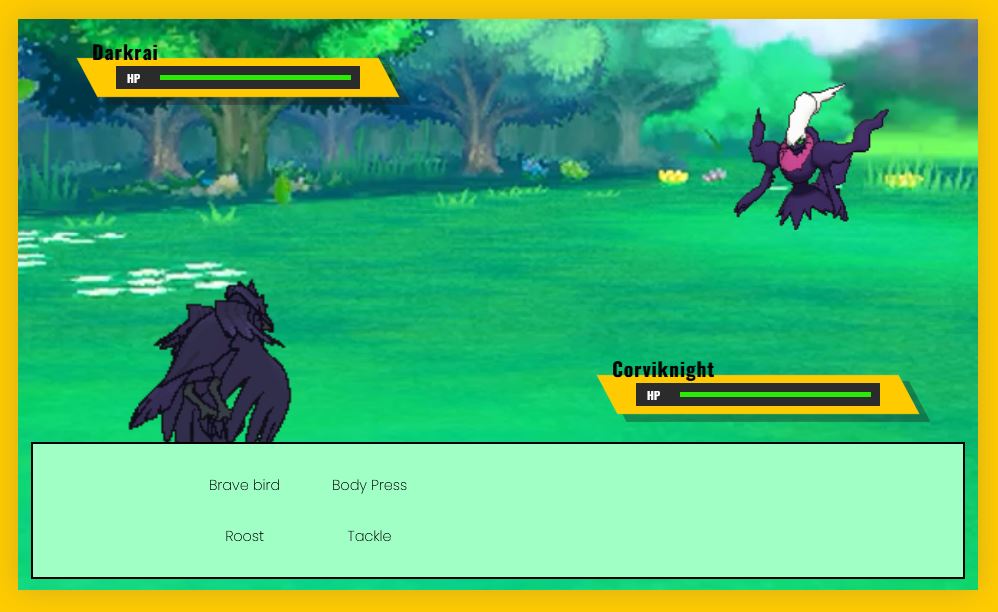 Darkrai
HP
Corviknight
HP
Brave bird Body Press
Roost Tackle